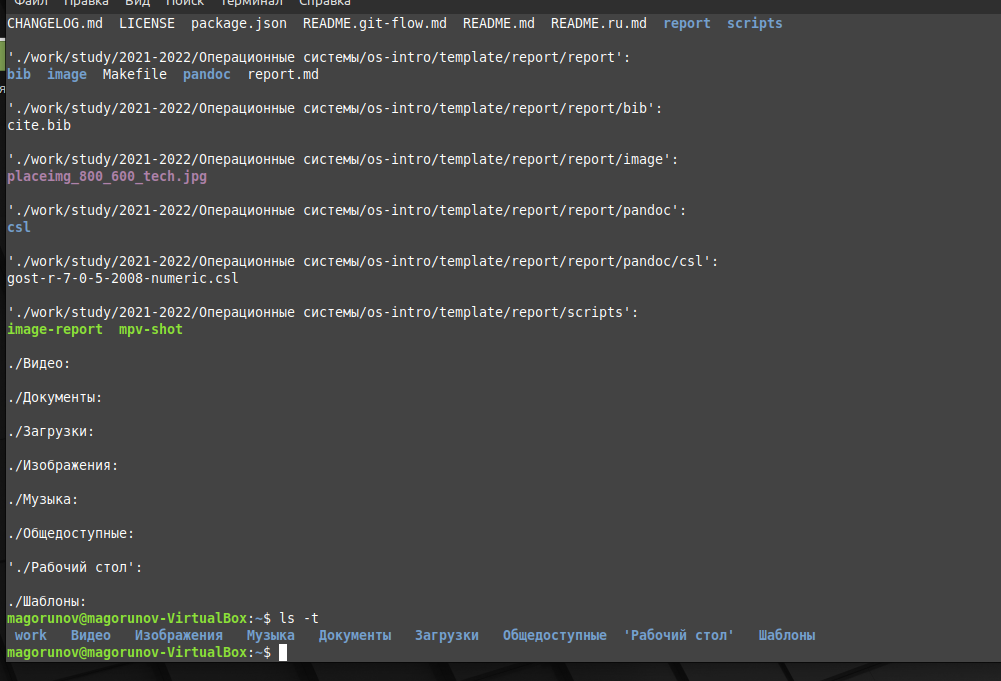 Файл Правка Вид Поиск Терминал Справка
CHANGELOG.md LICENSE package.json README.git-flow.md README.md README.ru.md report scripts
'./work/study/2021-2022/Операционные системы/os-intro/template/report/report':
bib image Makefile pandoc report.md
'./work/study/2021-2022/Операционные системы/os-intro/template/report/report/bib':
cite.bib
'./work/study/2021-2022/Операционные системы/os-intro/template/report/report/image':
placeimg_800_600_tech.jpg
'./work/study/2021-2022/Операционные системы/os-intro/template/report/report/pandoc':
csl
'./work/study/2021-2022/Операционные системы/os-intro/template/report/report/pandoc/csl':
gost-r-7-0-5-2008-numeric.csl
'./work/study/2021-2022/Операционные системы/os-intro/template/report/scripts':
image-report mpv-shot
./Видео:
./Документы:
./Загрузки:
./Изображения:
./Музыка:
./Общедоступные:
'./Рабочий стол':
./Шаблоны:
magorunov@magorunov-VirtualBox:~$ ls -t
work Видео Изображения Музыка Документы Загрузки Общедоступные 'Рабочий стол' Шаблоны
magorunov@magorunov-VirtualBox:~$